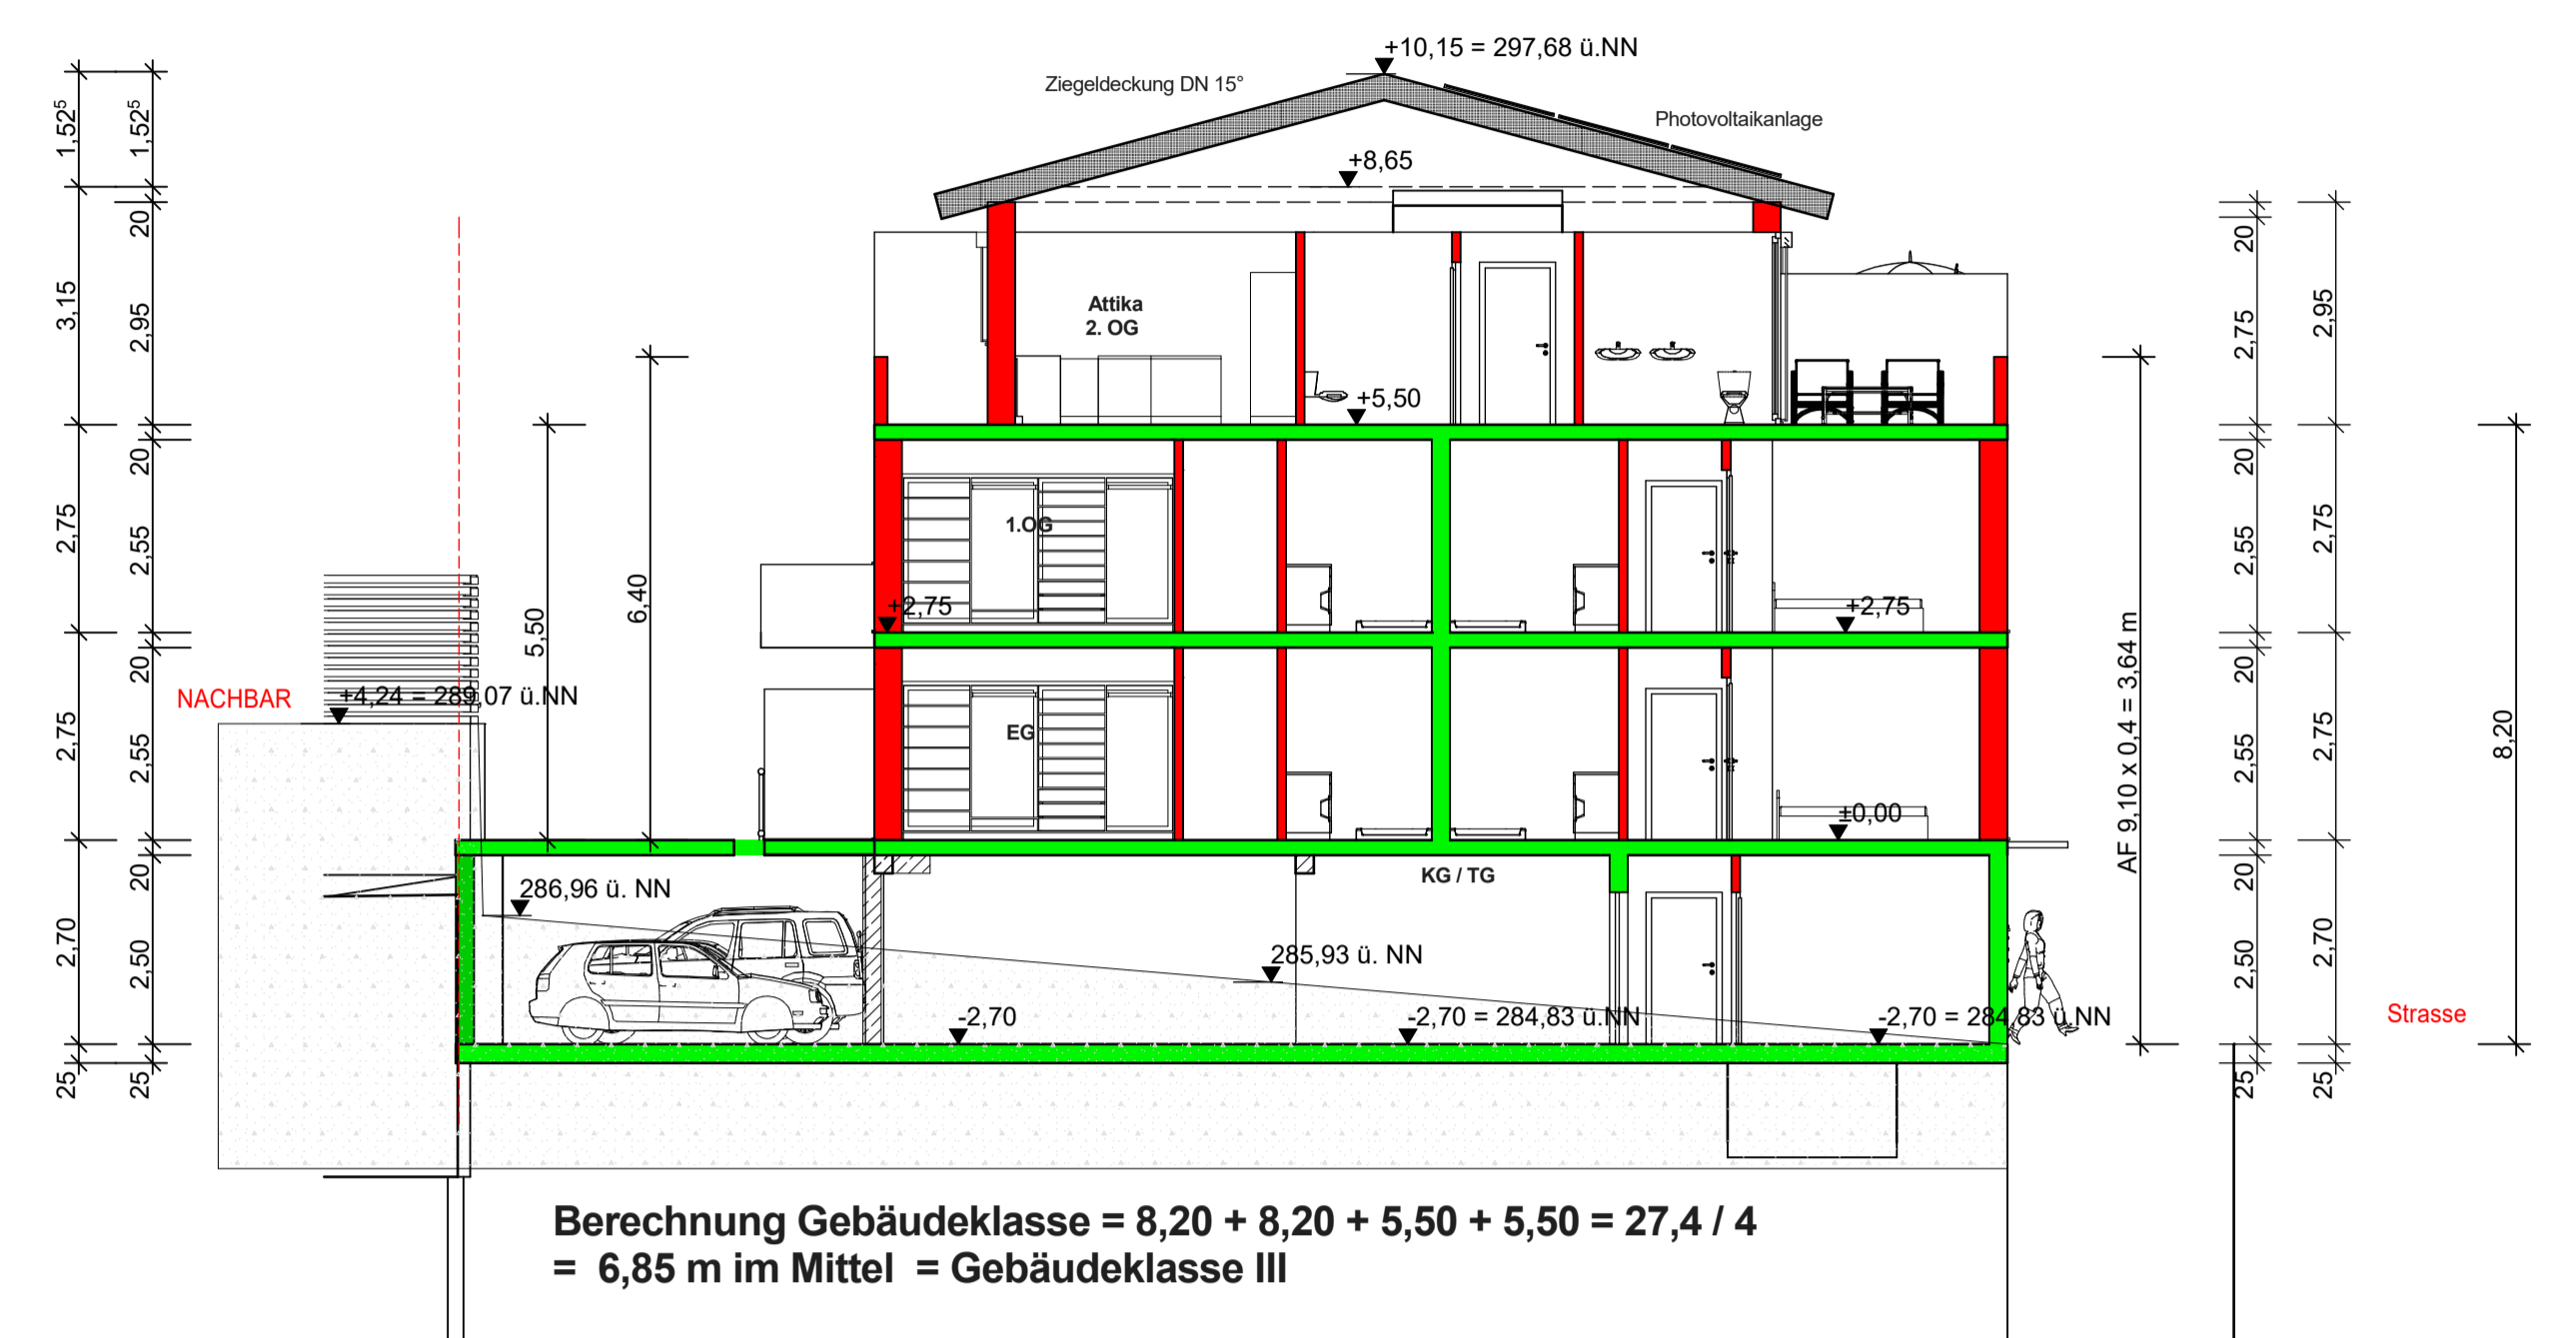 +10,15 = 297,68 ü.NN
Ziegeldeckung DN 15°
Photovoltaikanlage
+8,65
1,52⁵
1,52⁵
20
3,15
2,95
20
2,75
2,55
20
2,75
2,55
20
2,70
2,50
25
25
5,50
6,40
Attika
2. OG
+5,50
1.OG
+2,75
+2,75
NACHBAR
+4,24 = 289,07 ü.NN
EG
±0,00
KG / TG
286,96 ü. NN
285,93 ü. NN
-2,70
-2,70 = 284,83 ü.NN
-2,70 = 284,83 ü.NN
AF 9,10 x 0,4 = 3,64 m
20
2,75
2,95
20
2,55
2,75
20
2,55
2,75
20
2,50
2,70
25
25
8,20
Strasse
Berechnung Gebäudeklasse = 8,20 + 8,20 + 5,50 + 5,50 = 27,4 / 4
= 6,85 m im Mittel = Gebäudeklasse III